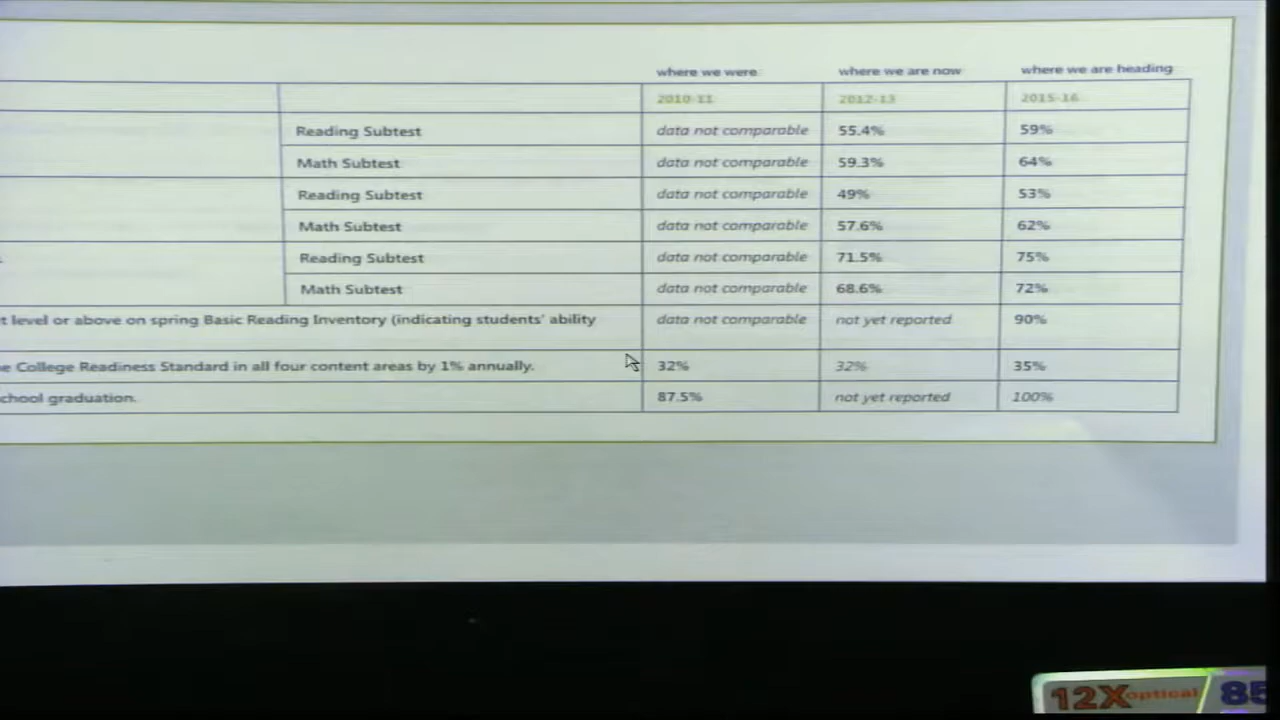 where we were where we are now where we are heading
2010-11 2012-13 2015-16
Reading Subtest data not comparable 55.4% 59%
Math Subtest data not comparable 59.3% 64%
Reading Subtest data not comparable 49% 53%
Math Subtest data not comparable 57.6% 62%
Reading Subtest data not comparable 71.5% 75%
Math Subtest data not comparable 68.6% 72%
t level or above on spring Basic Reading Inventory (indicating students' ability data not comparable not yet reported 90%
e College Readiness Standard in all four content areas by 1% annually. 32% 32% 35%
chool graduation. 87.5% not yet reported 100%
12X optical 85